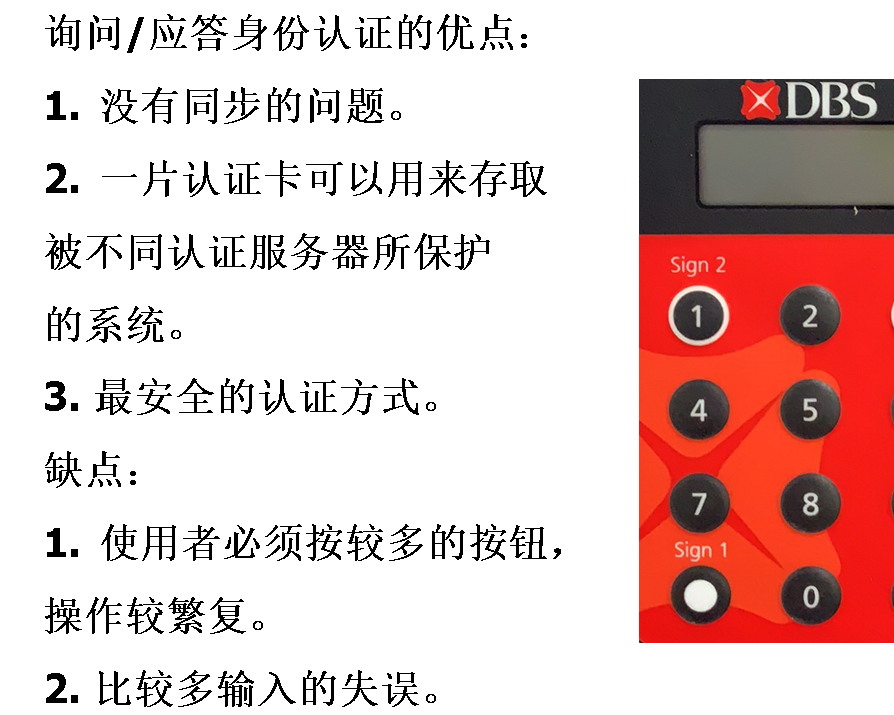 询问/应答身份认证的优点：
1. 没有同步的问题。
2. 一片认证卡可以用来存取
被不同认证服务器所保护
的系统。
3. 最安全的认证方式。
缺点：
1. 使用者必须按较多的按钮，
操作较繁复。
2. 比较多输入的失误。
DBS
Sign 2
1 2
4 5
7 8
Sign 1
0